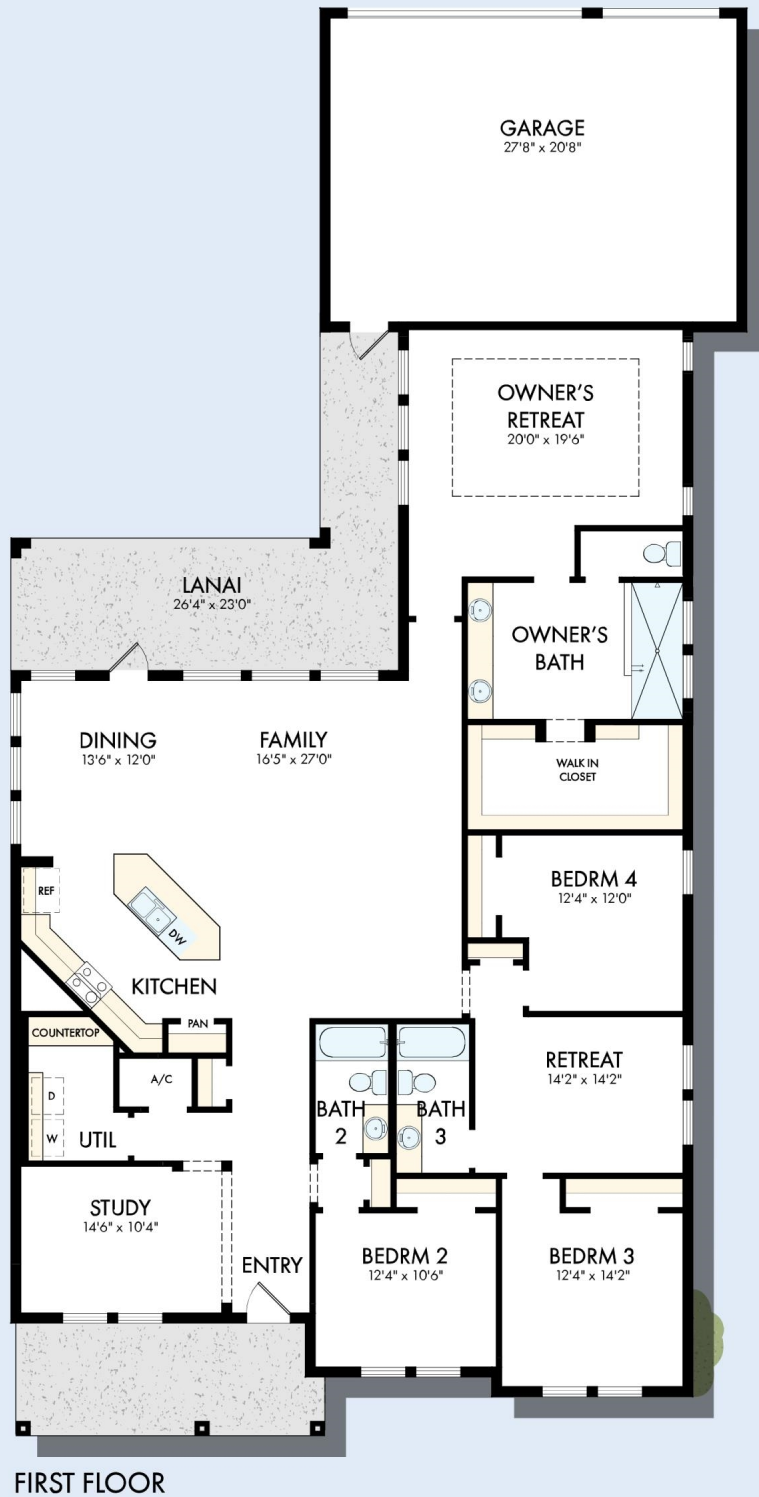 GARAGE
27'8" x 20'8"
OWNER'S
RETREAT
20'0" x 19'6"
LANAI
26'4" x 23'0"
OWNER'S
BATH
DINING
13'6" x 12'0"
FAMILY
16'5" x 27'0"
WALK IN
CLOSET
REF
BEDRM 4
12'4" x 12'0"
DW
KITCHEN
PAN
COUNTERTOP
RETREAT
14'2" x 14'2"
A/C
D
W
UTIL
BATH
2
BATH
3
STUDY
14'6" x 10'4"
ENTRY
BEDRM 2
12'4" x 10'6"
BEDRM 3
12'4" x 14'2"
FIRST FLOOR